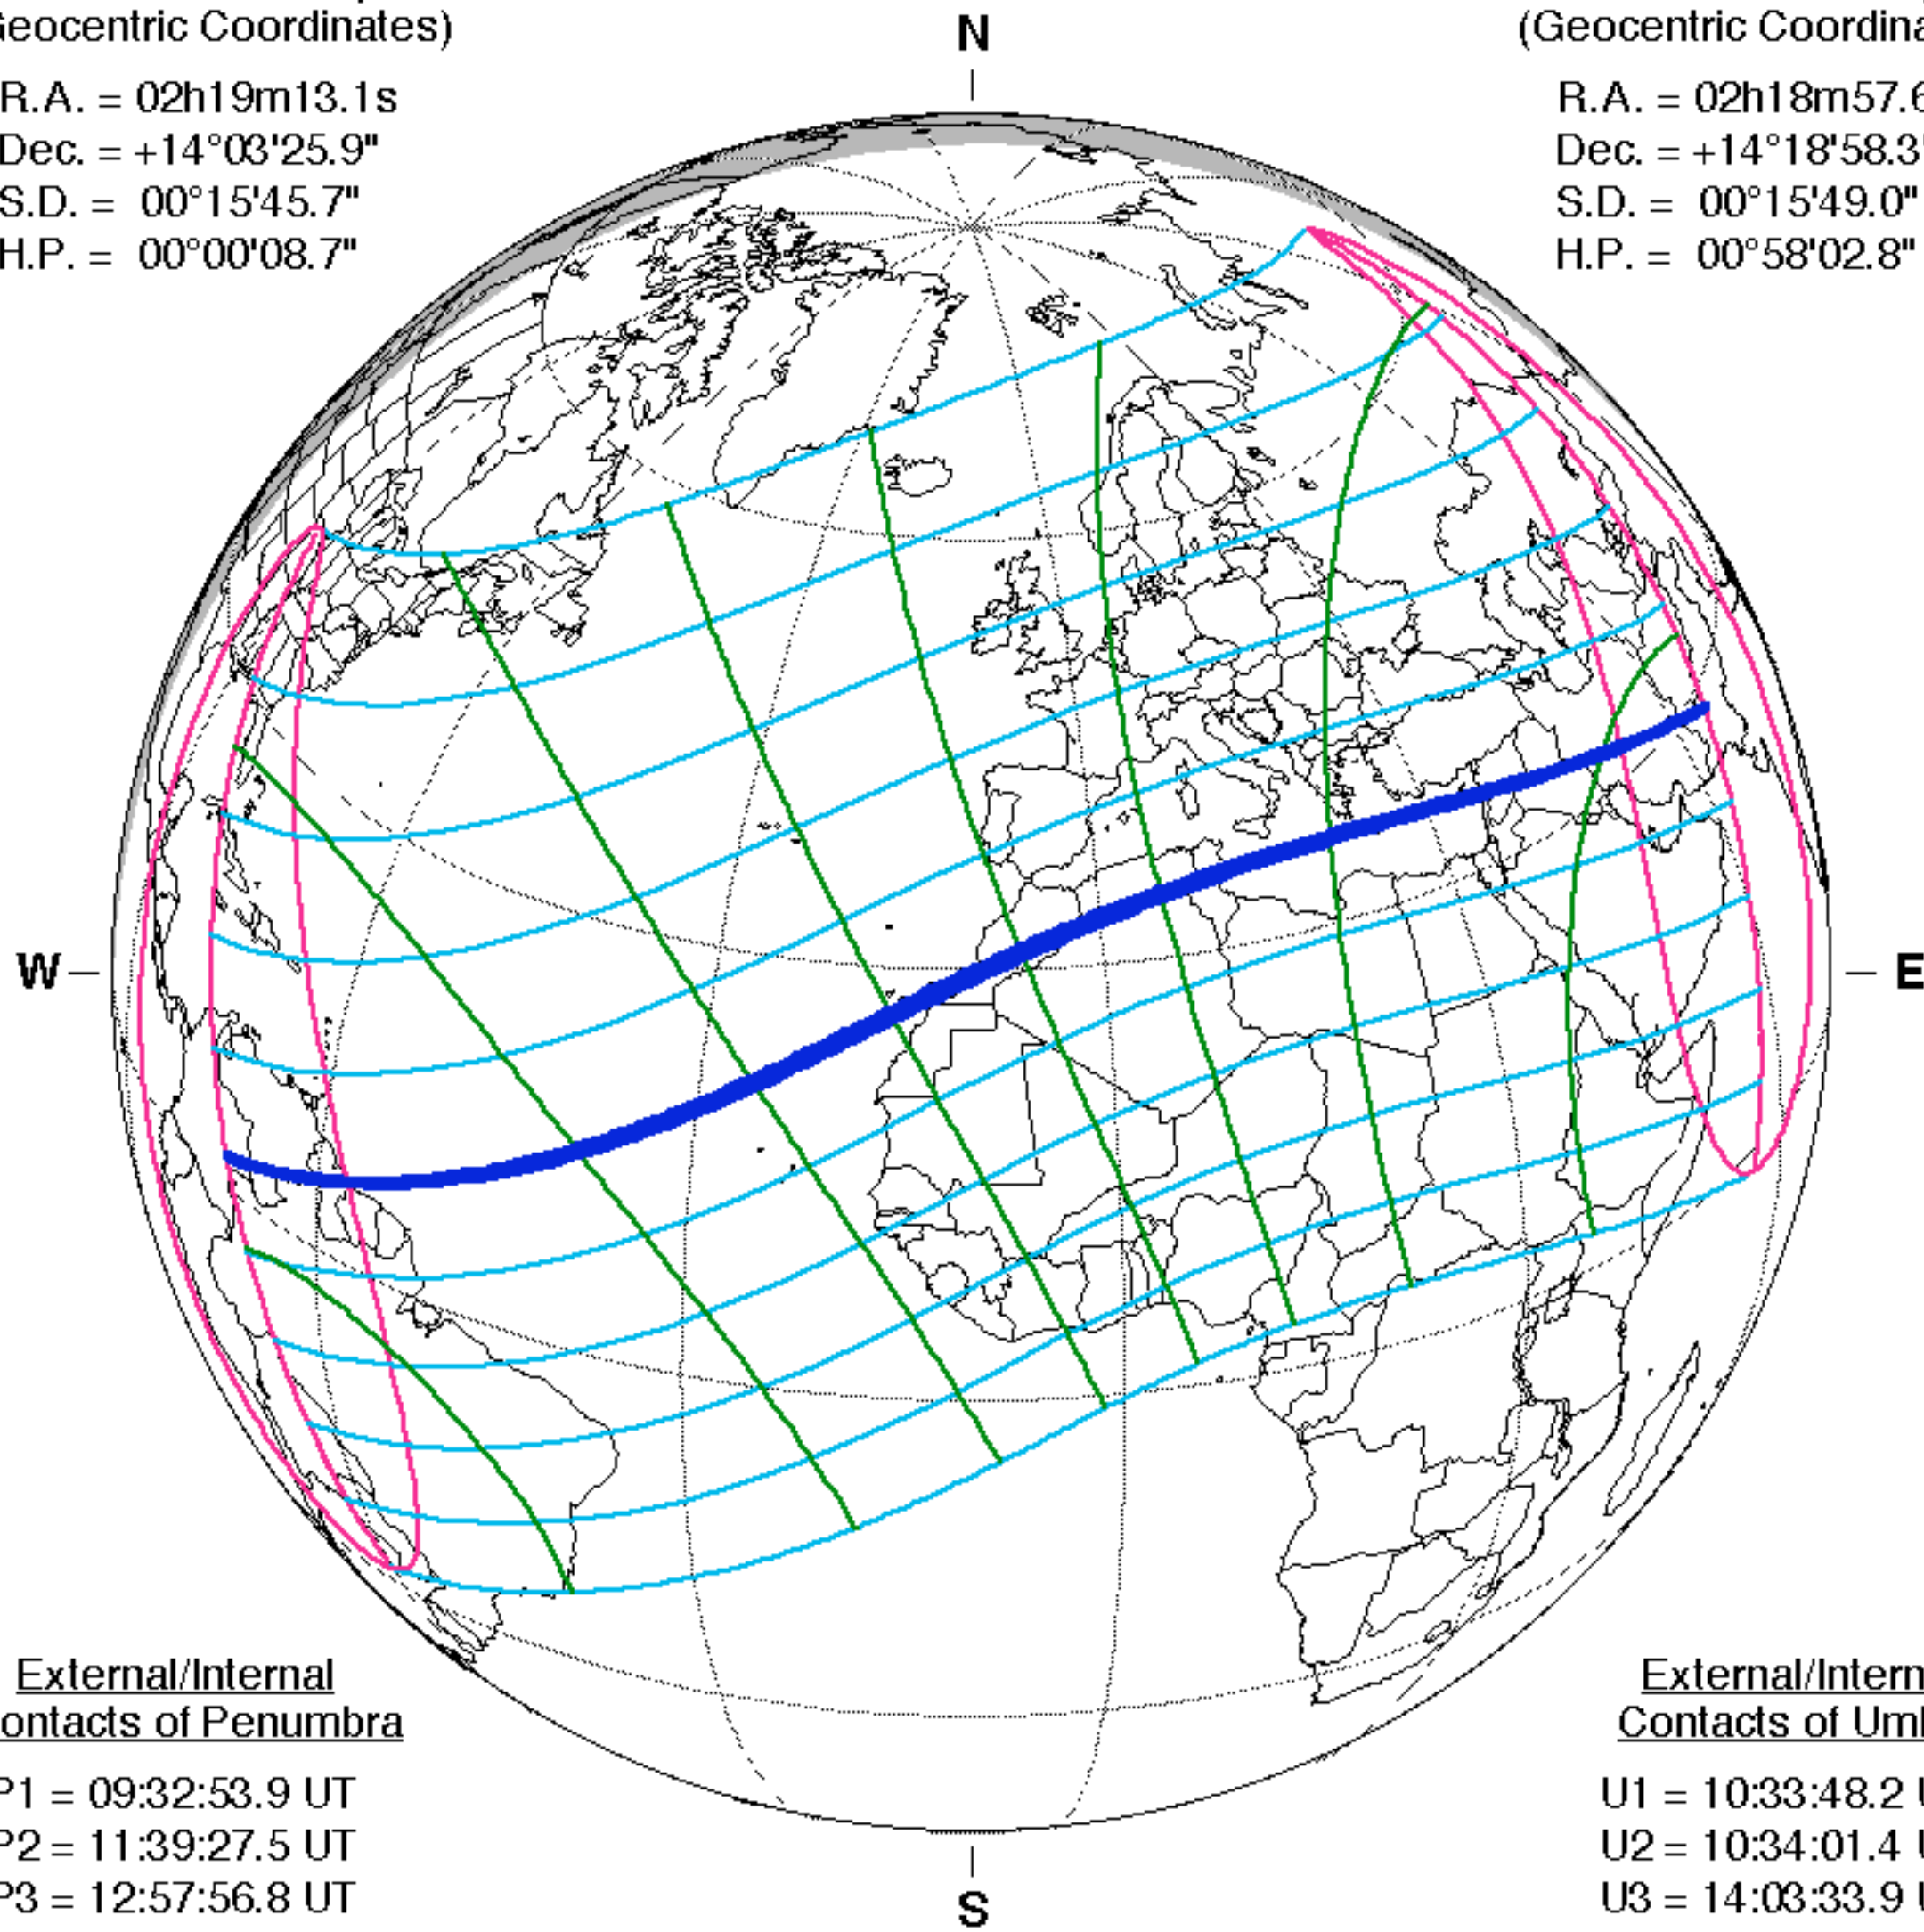 Geocentric Coordinates)
R.A. = 02h19m13.1s
Dec. = +14°03'25.9"
S.D. = 00°15'45.7"
H.P. = 00°00'08.7"
N
(Geocentric Coordina
R.A. = 02h18m57.6
Dec. = +14°18'58.3"
S.D. = 00°15'49.0"
H.P. = 00°58'02.8"
W
E
External/Internal
ontacts of Penumbra
P1 = 09:32:53.9 UT
P2 = 11:39:27.5 UT
P3 = 12:57:56.8 UT
S
External/Intern
Contacts of Uml
U1 = 10:33:48.2 U
U2 = 10:34:01.4 U
U3 = 14:03:33.9 U